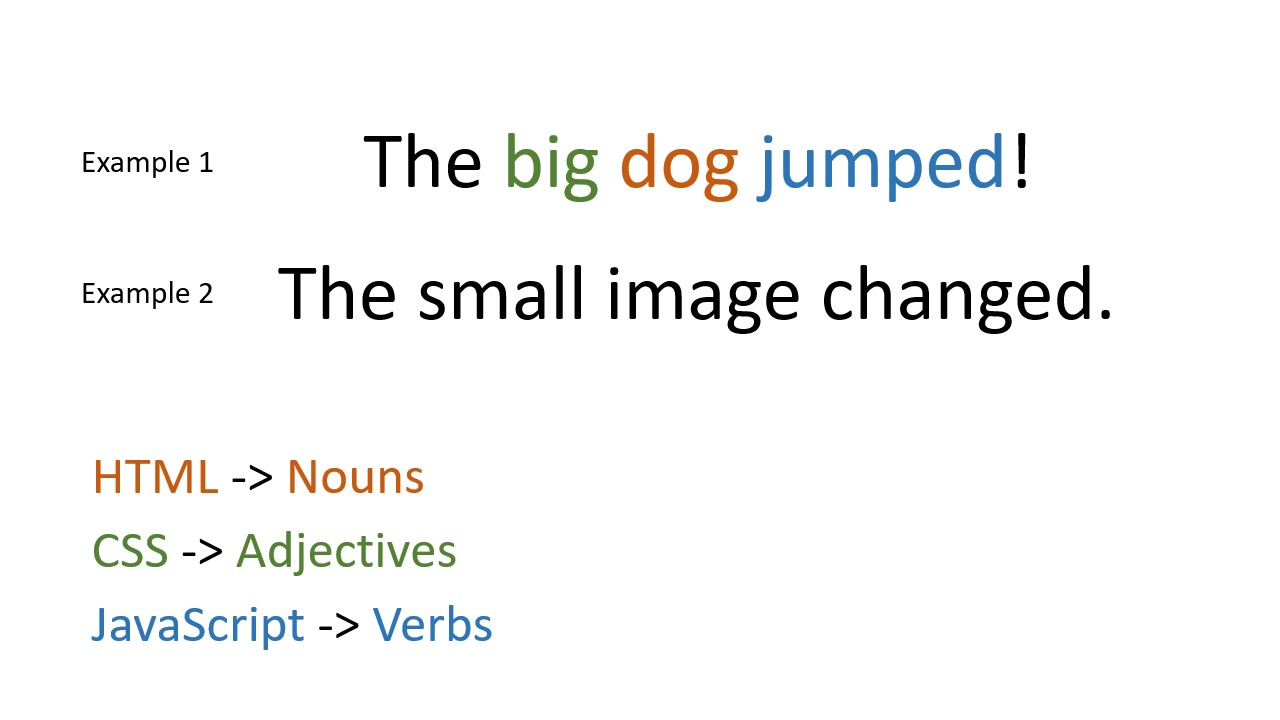 Example 1
The big dog jumped!
Example 2
The small image changed.
HTML -> Nouns
CSS -> Adjectives
JavaScript -> Verbs